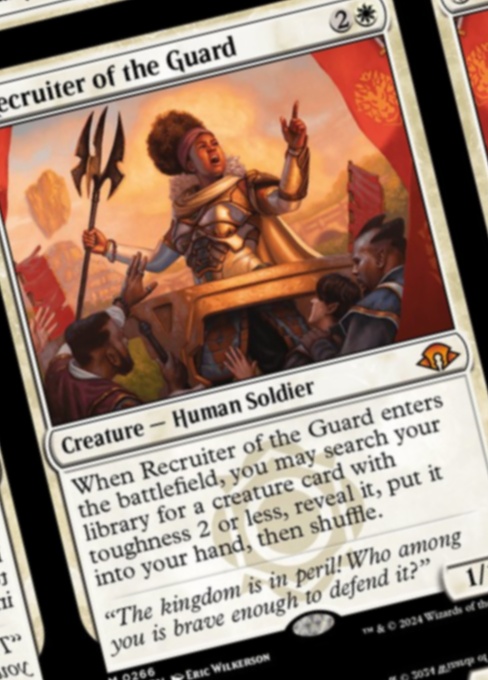 ecruiter of the Guard 2
Creature — Human Soldier
When Recruiter of the Guard enters
the battlefield, you may search your
library for a creature card with
toughness 2 or less, reveal it, put it
into your hand, then shuffle.
"The kingdom is in peril! Who among
you is brave enough to defend it?"
1/
M 0266
ERIC WILKERSON
™ & © 2024 Wizards of the